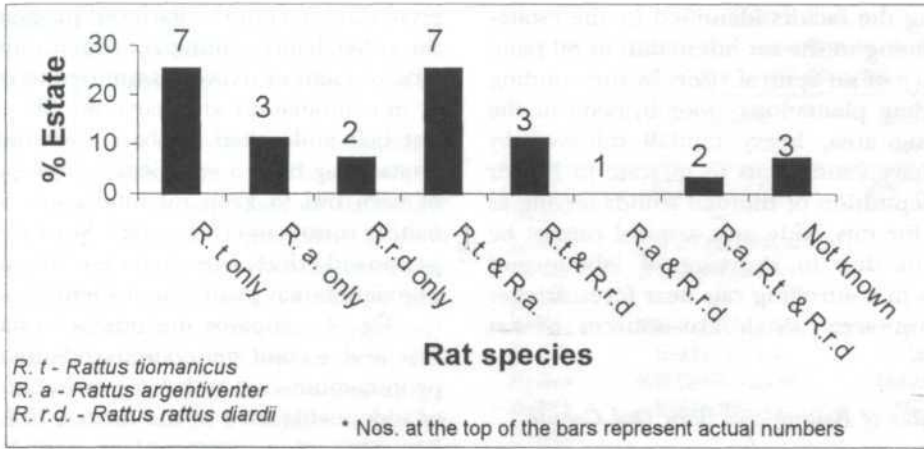 % Estate
30
20
10
0
7
3
2
7
3
1
2
3
R.t only
R.a only
R.r.d only
R.t & R.a
R.t & R.r.d
R.a & R.r.d
R.a, R.t & R.r.d
Not known
Rat species
R. t - Rattus tiomanicus
R. a - Rattus argentiventer
R. r.d. - Rattus rattus diardii
* Nos. at the top of the bars represent actual numbers